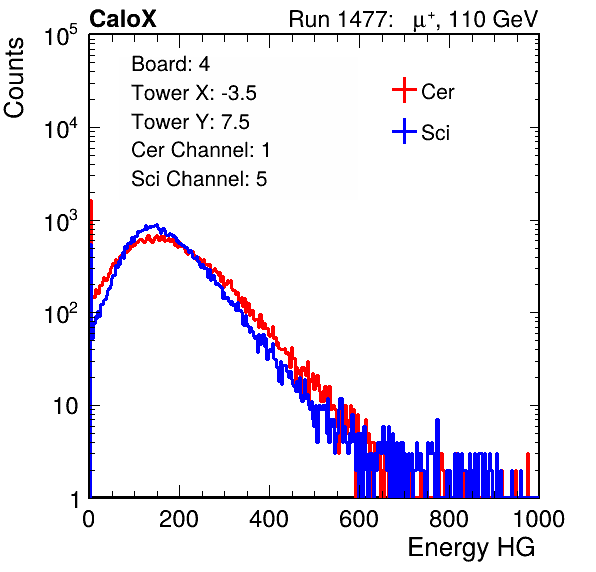 CaloX Run 1477: μ⁺, 110 GeV
Counts
10⁵
10⁴
10³
10²
10
1
Board: 4
Tower X: -3.5
Tower Y: 7.5
Cer Channel: 1
Sci Channel: 5
Cer
Sci
0 200 400 600 800 1000
Energy HG